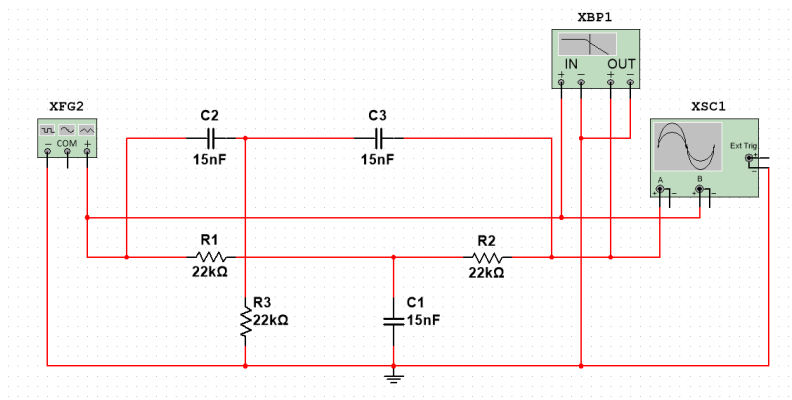 XBP1
IN OUT
+ − + −
XFG2
− COM +
C2
15nF
C3
15nF
XSC1
Ext Trig
+
−
A B
+ − + −
R1
22kΩ
R2
22kΩ
R3
22kΩ
C1
15nF